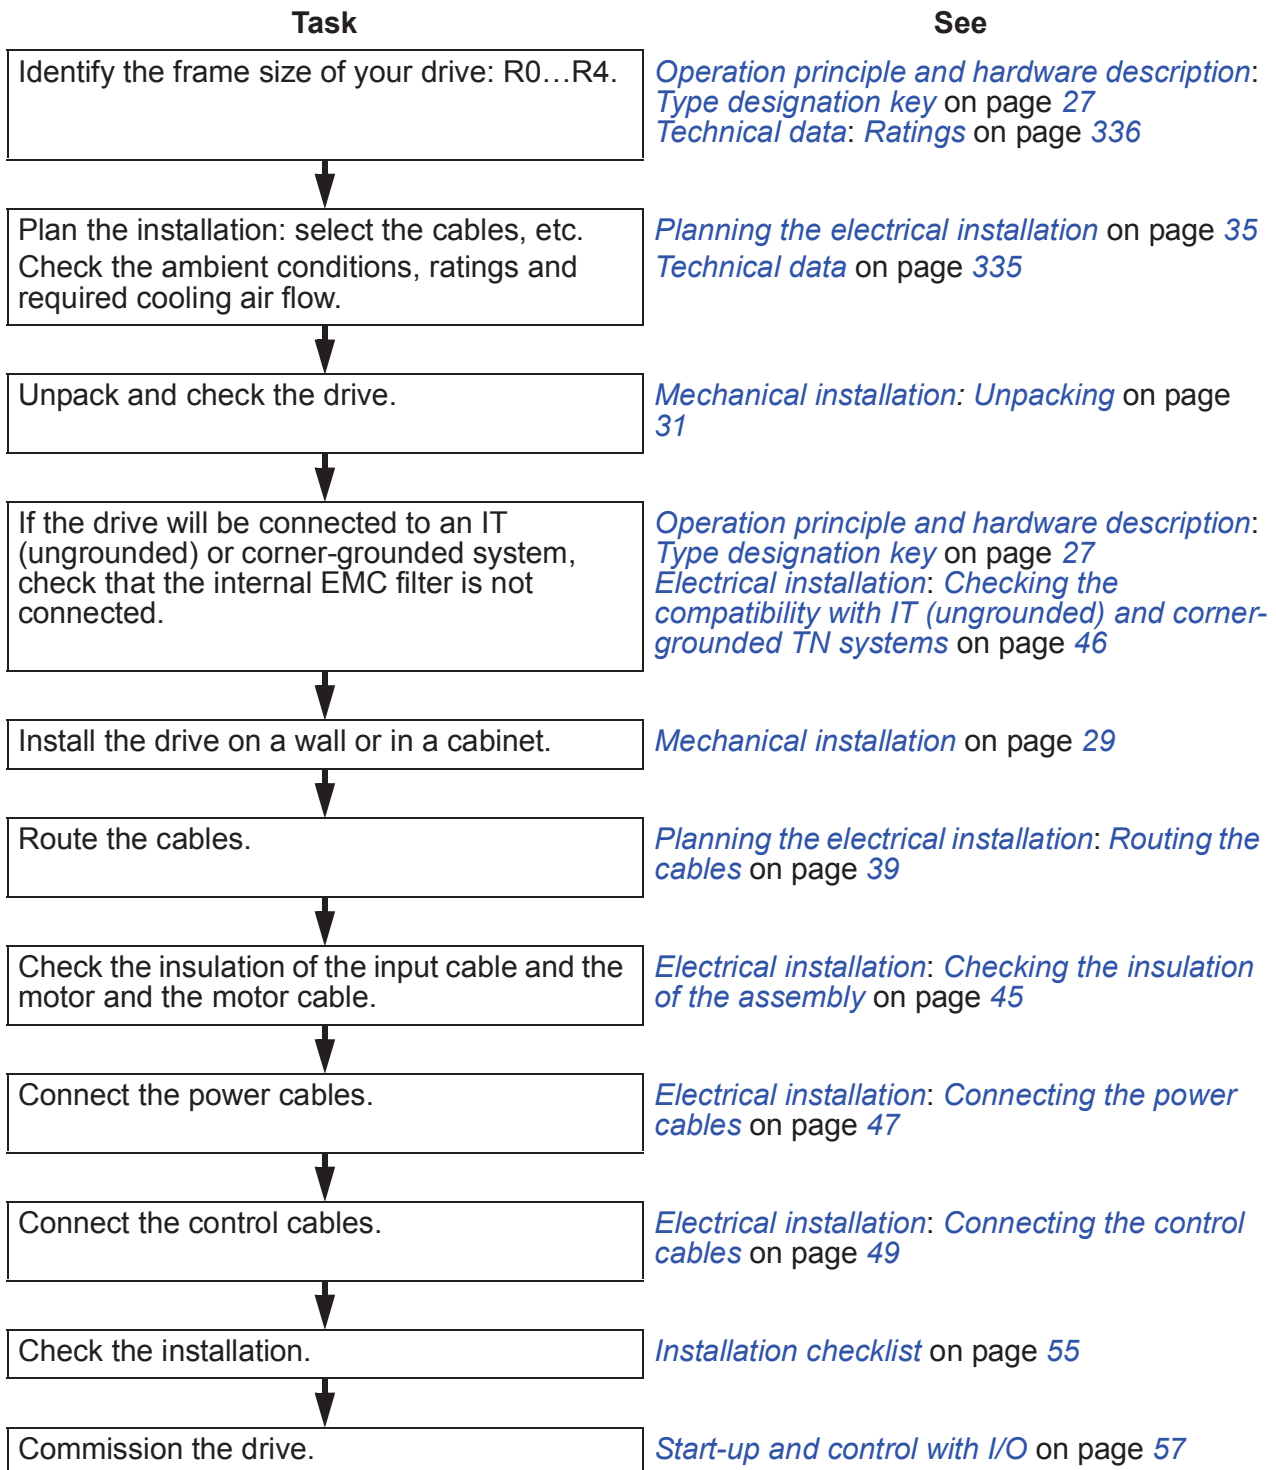 Task
See
Identify the frame size of your drive: R0…R4.
Operation principle and hardware description:
Type designation key on page 27
Technical data: Ratings on page 336
Plan the installation: select the cables, etc.
Check the ambient conditions, ratings and
required cooling air flow.
Planning the electrical installation on page 35
Technical data on page 335
Unpack and check the drive.
Mechanical installation: Unpacking on page
31
If the drive will be connected to an IT
(ungrounded) or corner-grounded system,
check that the internal EMC filter is not
connected.
Operation principle and hardware description:
Type designation key on page 27
Electrical installation: Checking the
compatibility with IT (ungrounded) and corner-
grounded TN systems on page 46
Install the drive on a wall or in a cabinet.
Mechanical installation on page 29
Route the cables.
Planning the electrical installation: Routing the
cables on page 39
Check the insulation of the input cable and the
motor and the motor cable.
Electrical installation: Checking the insulation
of the assembly on page 45
Connect the power cables.
Electrical installation: Connecting the power
cables on page 47
Connect the control cables.
Electrical installation: Connecting the control
cables on page 49
Check the installation.
Installation checklist on page 55
Commission the drive.
Start-up and control with I/O on page 57